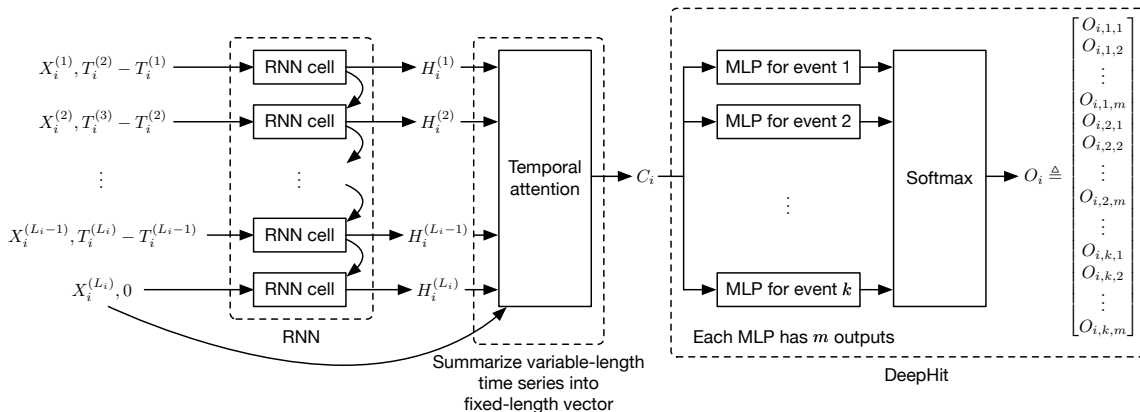 X_i^{(1)}, T_i^{(2)} − T_i^{(1)}
RNN cell
H_i^{(1)}
X_i^{(2)}, T_i^{(3)} − T_i^{(2)}
RNN cell
H_i^{(2)}
⋮
⋮
X_i^{(L_i−1)}, T_i^{(L_i)} − T_i^{(L_i−1)}
RNN cell
H_i^{(L_i−1)}
X_i^{(L_i)}, 0
RNN cell
H_i^{(L_i)}
RNN
Temporal
attention
Summarize variable-length
time series into
fixed-length vector
C_i
MLP for event 1
MLP for event 2
⋮
MLP for event k
Each MLP has m outputs
Softmax
DeepHit
O_i ≜
O_{i,1,1}
O_{i,1,2}
⋮
O_{i,1,m}
O_{i,2,1}
O_{i,2,2}
⋮
O_{i,2,m}
⋮
O_{i,k,1}
O_{i,k,2}
⋮
O_{i,k,m}